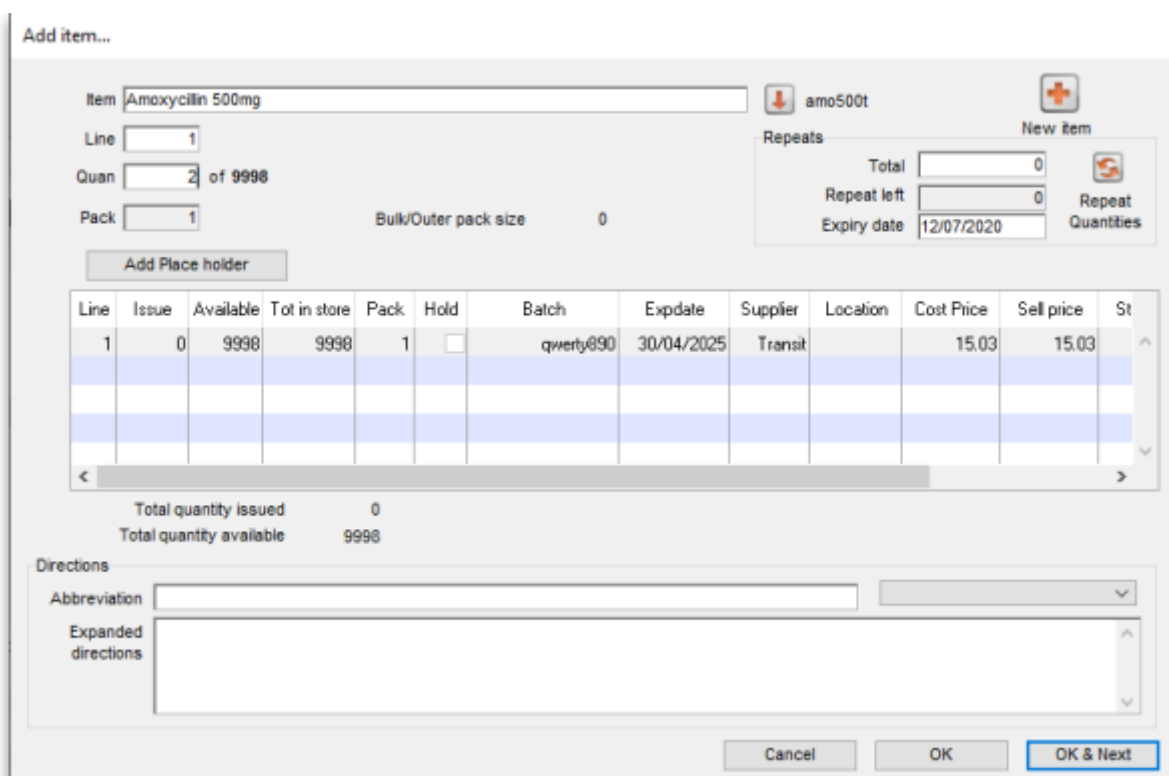 Add item...
Item Amoxycillin 500mg amo500t
New item
Line 1
Repeats
Total 0
Quan 2 of 9998
Repeat left 0
Repeat Quantities
Pack 1 Bulk/Outer pack size 0
Expiry date 12/07/2020
Add Place holder
Line Issue Available Tot in store Pack Hold Batch Expdate Supplier Location Cost Price Sell price St
1 0 9998 9998 1 qwerty890 30/04/2025 Transit 15.03 15.03
Total quantity issued 0
Total quantity available 9998
Directions
Abbreviation
Expanded directions
Cancel OK OK & Next